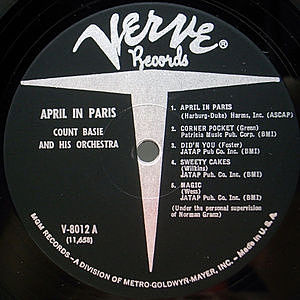 VERVE®
Records
APRIL IN PARIS
COUNT BASIE
AND HIS ORCHESTRA
V-8012 A
(11,658)
1. APRIL IN PARIS
(Harburg-Duke) Harms, Inc. (ASCAP)
2. CORNER POCKET (Green)
Patricia Music Pub. Corp. (BMI)
3. DID'N YOU (Foster)
JATAP Pub. Co. Inc. (BMI)
4. SWEETY CAKES
(Wilkins)
JATAP Pub. Co. Inc. (BMI)
5. MAGIC
(Wess)
JATAP Pub. Co. Inc. (BMI)
(Under the personal supervision
of Norman Granz)
MGM RECORDS—A DIVISION OF METRO-GOLDWYN-MAYER, INC.—Made in U.S.A.